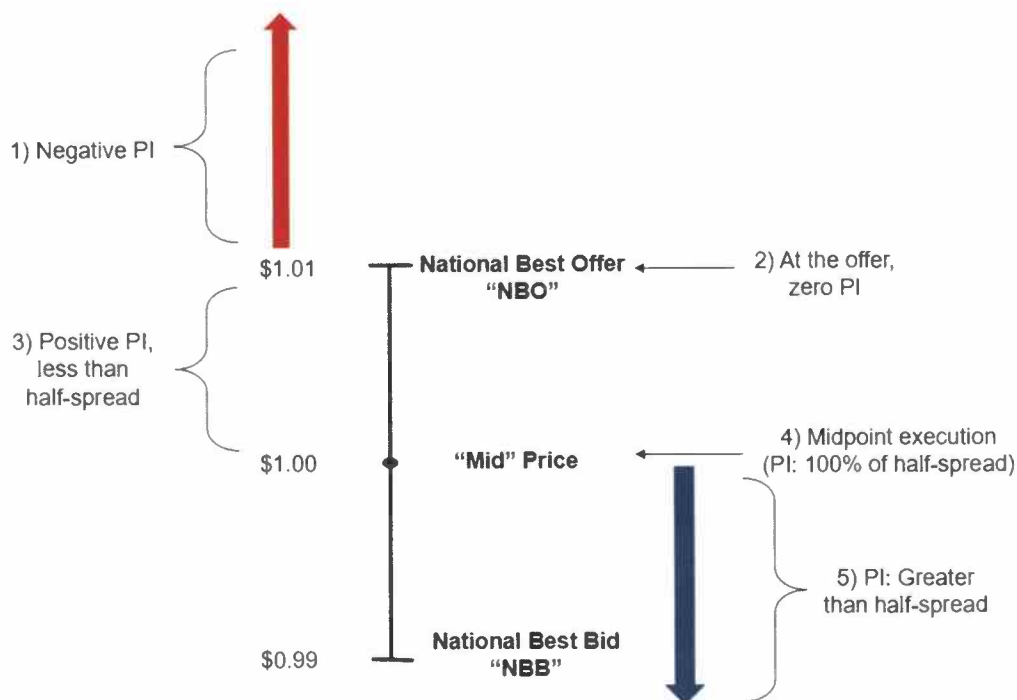 1) Negative PI
$1.01
National Best Offer
“NBO”
2) At the offer,
zero PI
3) Positive PI,
less than
half-spread
$1.00
“Mid” Price
4) Midpoint execution
(PI: 100% of half-spread)
5) PI: Greater
than half-spread
$0.99
National Best Bid
“NBB”